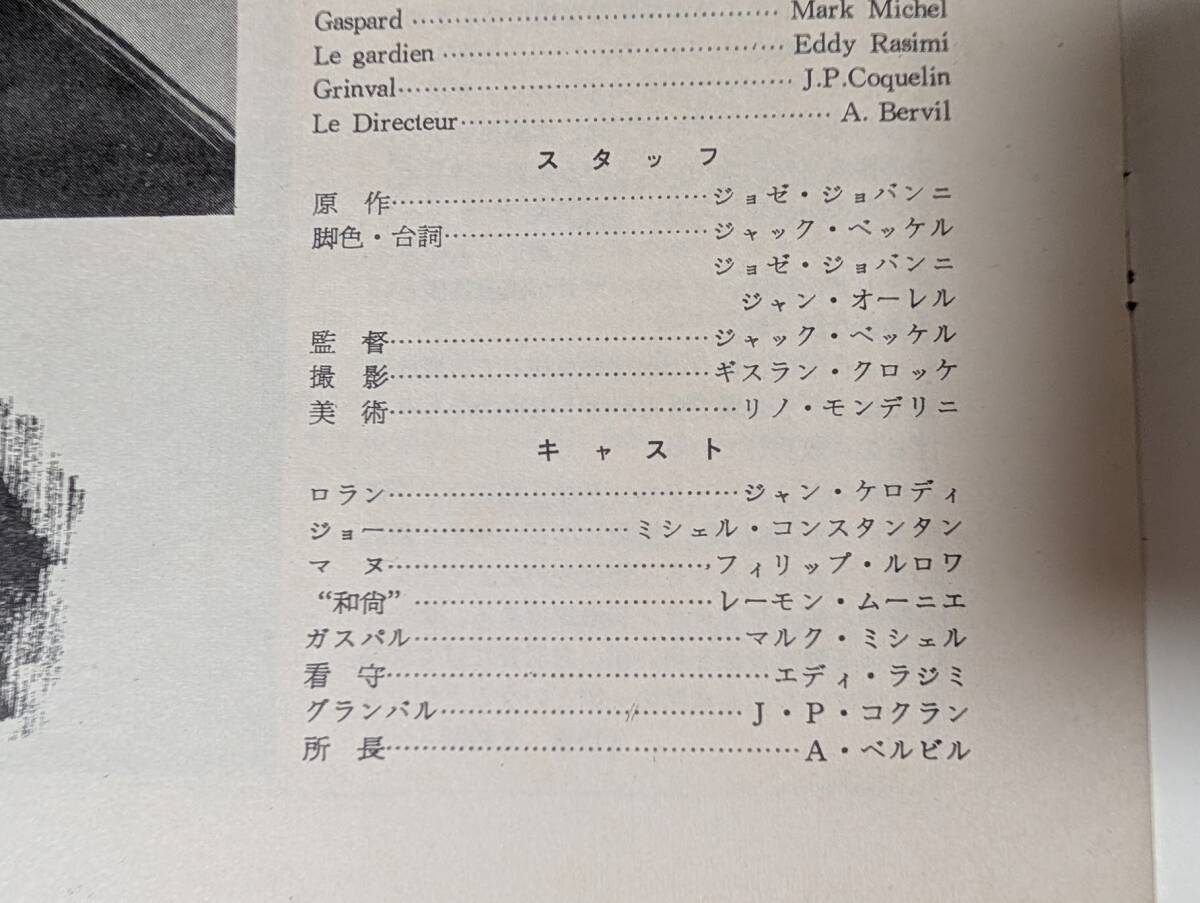 Gaspard ………………………………… Mark Michel
Le gardien ……………………………… Eddy Rasimi
Grinval…………………………………… J.P.Coquelin
Le Directeur……………………………… A. Bervil
スタッフ
原作………………………………ジョゼ・ジョバンニ
脚色・台詞…………………………ジャック・ベッケル
ジョゼ・ジョバンニ
ジャン・オーレル
監督………………………………ジャック・ベッケル
撮影………………………………ギスラン・クロッケ
美術…………………………………リノ・モンデリニ
キャスト
ロラン…………………………………ジャン・ケロディ
ジョー………………………ミシェル・コンスタンタン
マヌ………………………………フィリップ・ルロワ
“和尚” ……………………………レーモン・ムーニエ
ガスパル………………………………マルク・ミシェル
看守……………………………………エディ・ラジミ
グランバル……………………………J・P・コクラン
所長………………………………………A・ベルビル